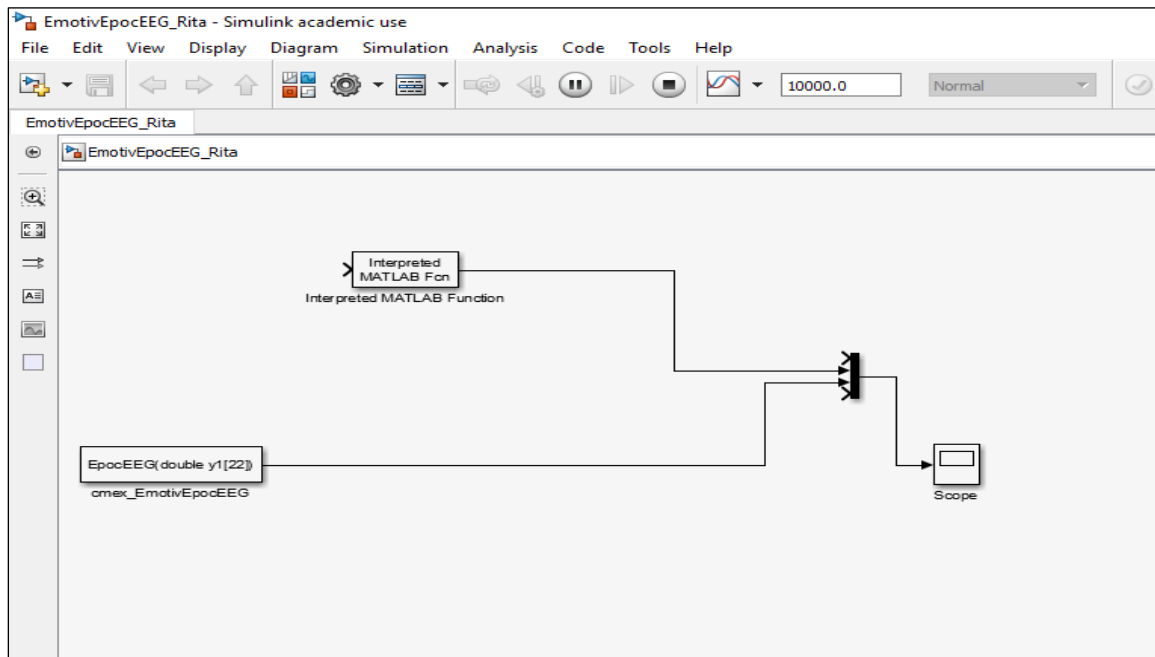 EmotivEpocEEG_Rita - Simulink academic use
File Edit View Display Diagram Simulation Analysis Code Tools Help
10000.0 Normal
EmotivEpocEEG_Rita
EmotivEpocEEG_Rita
Interpreted
MATLAB Fcn
Interpreted MATLAB Function
EpocEEG(double y1[22])
cmex_EmotivEpocEEG
Scope